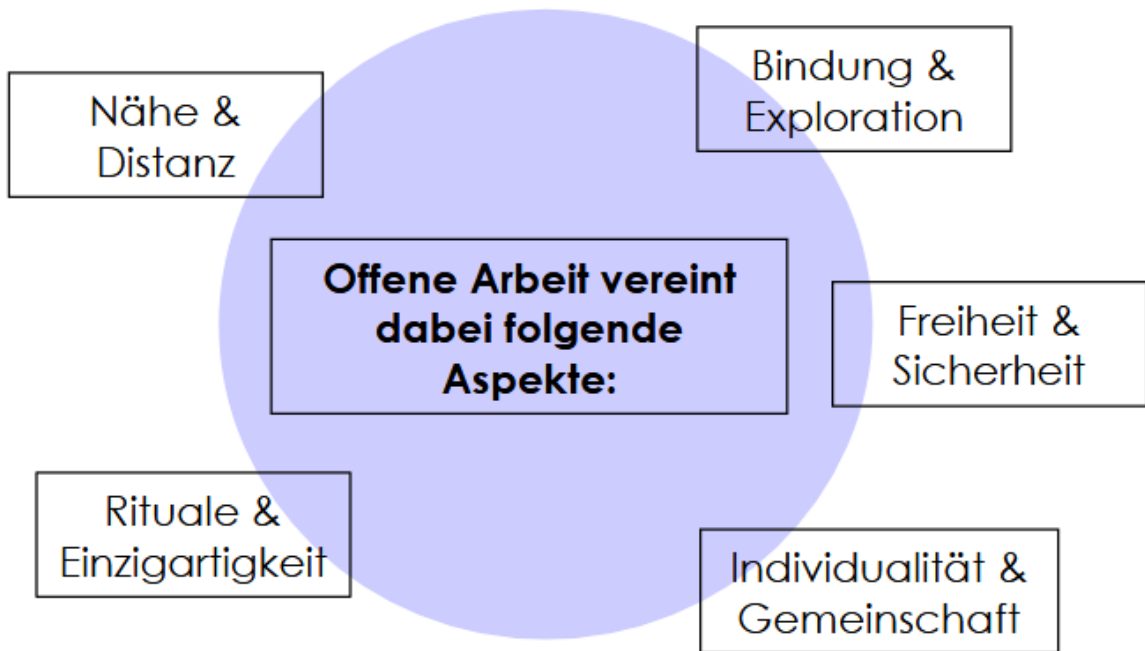 Nähe &
Distanz
Bindung &
Exploration
Offene Arbeit vereint
dabei folgende
Aspekte:
Freiheit &
Sicherheit
Rituale &
Einzigartigkeit
Individualität &
Gemeinschaft